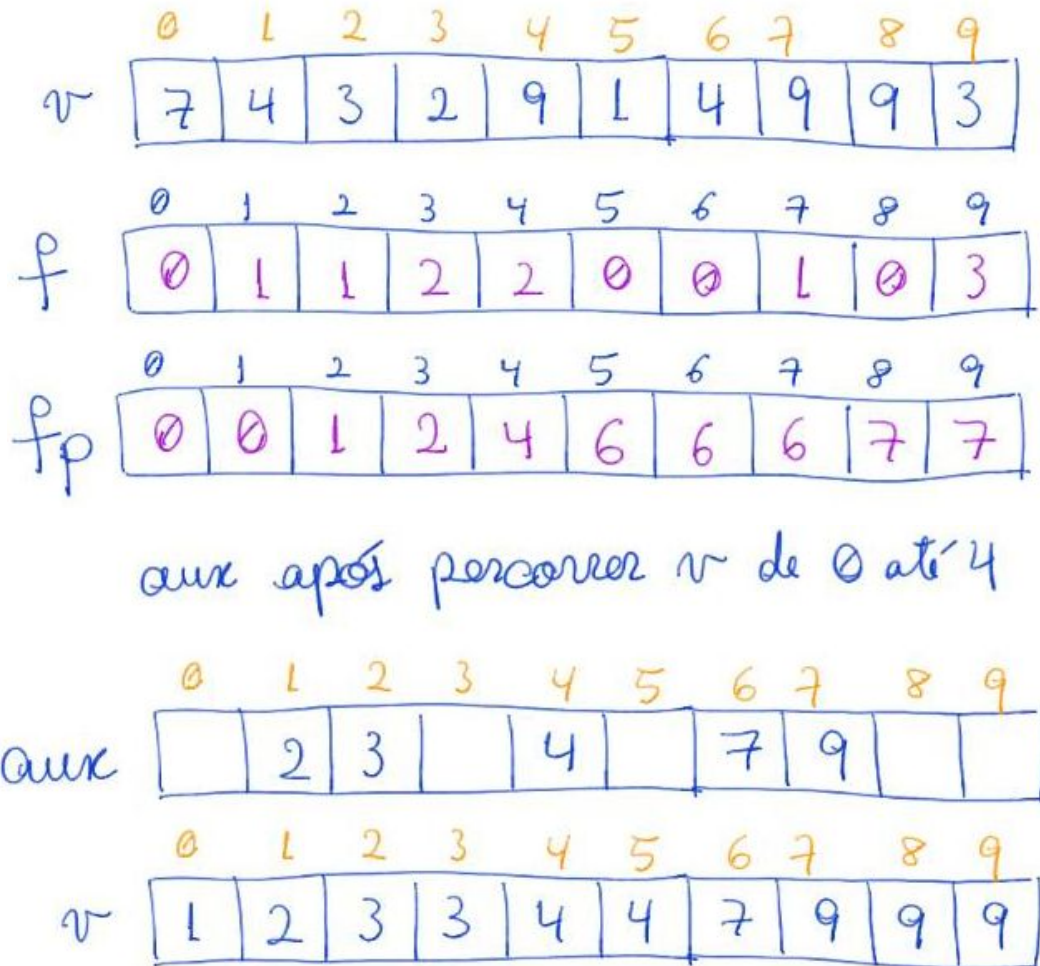 0 1 2 3 4 5 6 7 8 9
v 7 4 3 2 9 1 4 9 9 3
0 1 2 3 4 5 6 7 8 9
f 0 1 1 2 2 0 0 1 0 3
0 1 2 3 4 5 6 7 8 9
fp 0 0 1 2 4 6 6 6 7 7
aux após percorrer v de 0 até 4
0 1 2 3 4 5 6 7 8 9
aux 2 3 4 7 9
0 1 2 3 4 5 6 7 8 9
v 1 2 3 3 4 4 7 9 9 9